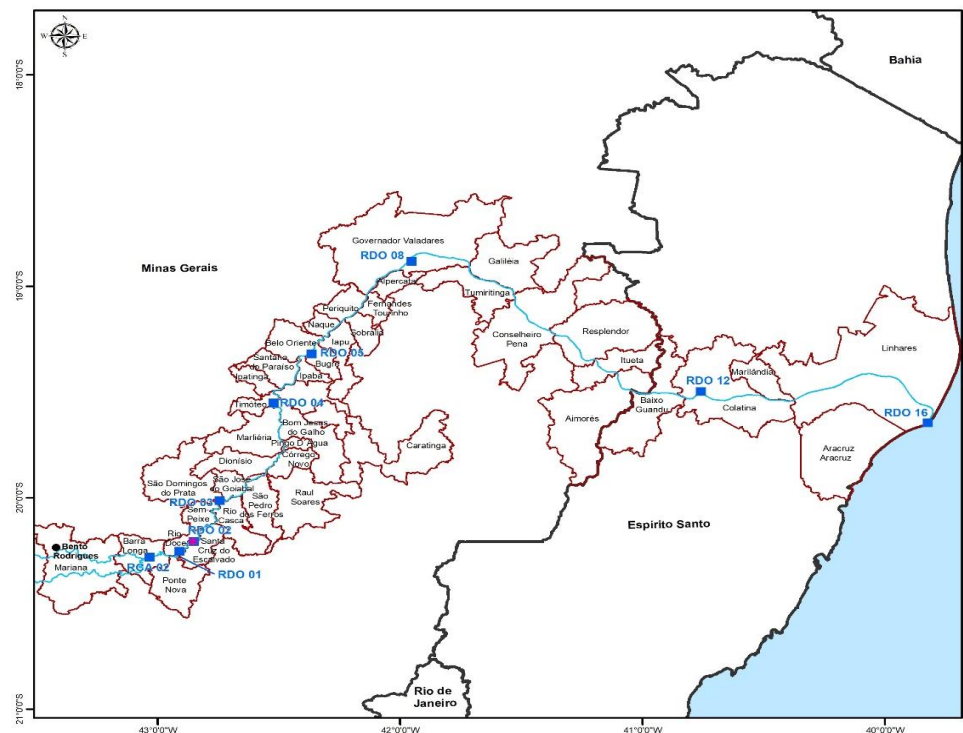 N
W E
S
18°0'0"S
19°0'0"S
20°0'0"S
21°0'0"S
Bahia
Minas Gerais
Governador Valadares
RDO 08
Galiléia
Alpercata
Tumiritinga
Periquito
Fernandes
Tourinho
Naque
Sobrália
Belo Oriente
Iapu
RDO 05
Bugre
Santana
do Paraíso
Ipatinga
Ipaba
Conselheiro
Pena
Resplendor
Itueta
Linhares
Marilândia
RDO 12
Baixo
Guandu
Colatina
RDO 16
Aimorés
Aracruz
Aracruz
RDO 04
Timóteo
Bom Jesus
do Galho
Marliéria
Pingo D'Água
Córrego
Novo
Caratinga
Dionísio
São José
do Goiabal
São Domingos
do Prata
Raul
Soares
São
Pedro
dos Ferros
RDO 03
Sem
Peixe
Rio
Casca
RDO 02
Espírito Santo
Bento
Rodrigues
Barra
Longa
Rio
Doce
Santa
Cruz do
Escalvado
Mariana
RCA 02
RDO 01
Ponte
Nova
Rio de
Janeiro
43°0'0"W
42°0'0"W
41°0'0"W
40°0'0"W